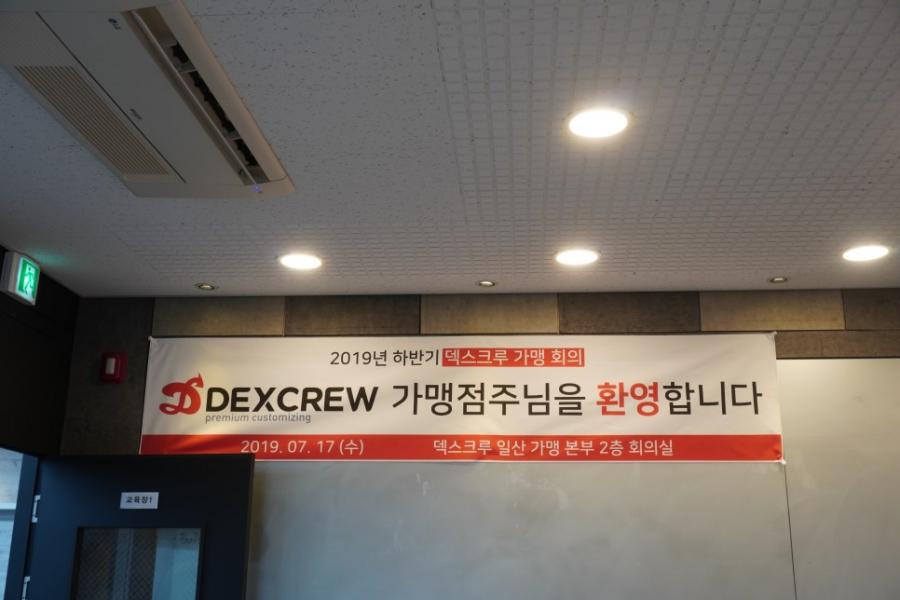 2019년 하반기 덱스크루 가맹 회의
DEXCREW 가맹점주님을 환영합니다
premium customizing
2019. 07. 17 (수) 덱스크루 일산 가맹 본부 2층 회의실
교육장1
LG